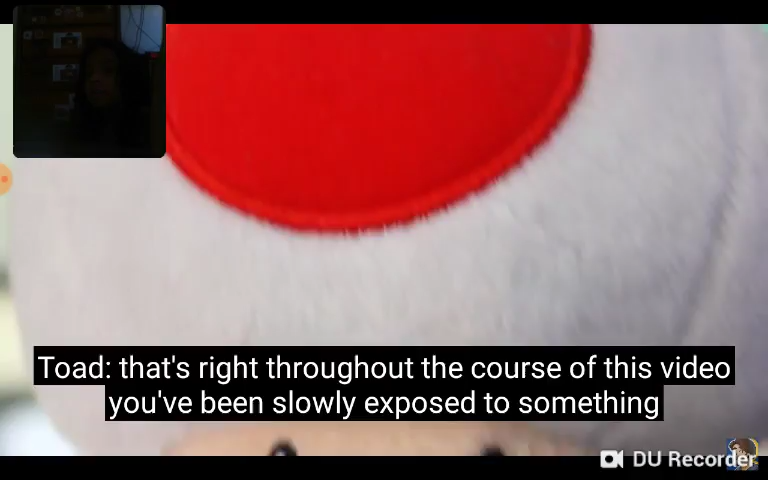 Toad: that's right throughout the course of this video
you've been slowly exposed to something
DU Recorder